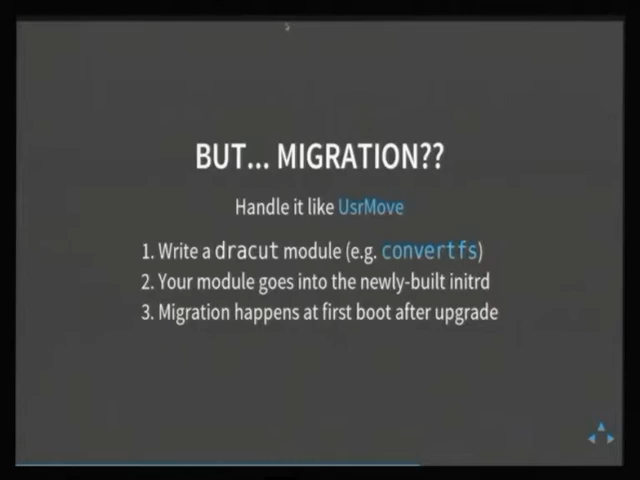 BUT... MIGRATION??
Handle it like UsrMove
1. Write a dracut module (e.g. convertfs)
2. Your module goes into the newly-built initrd
3. Migration happens at first boot after upgrade